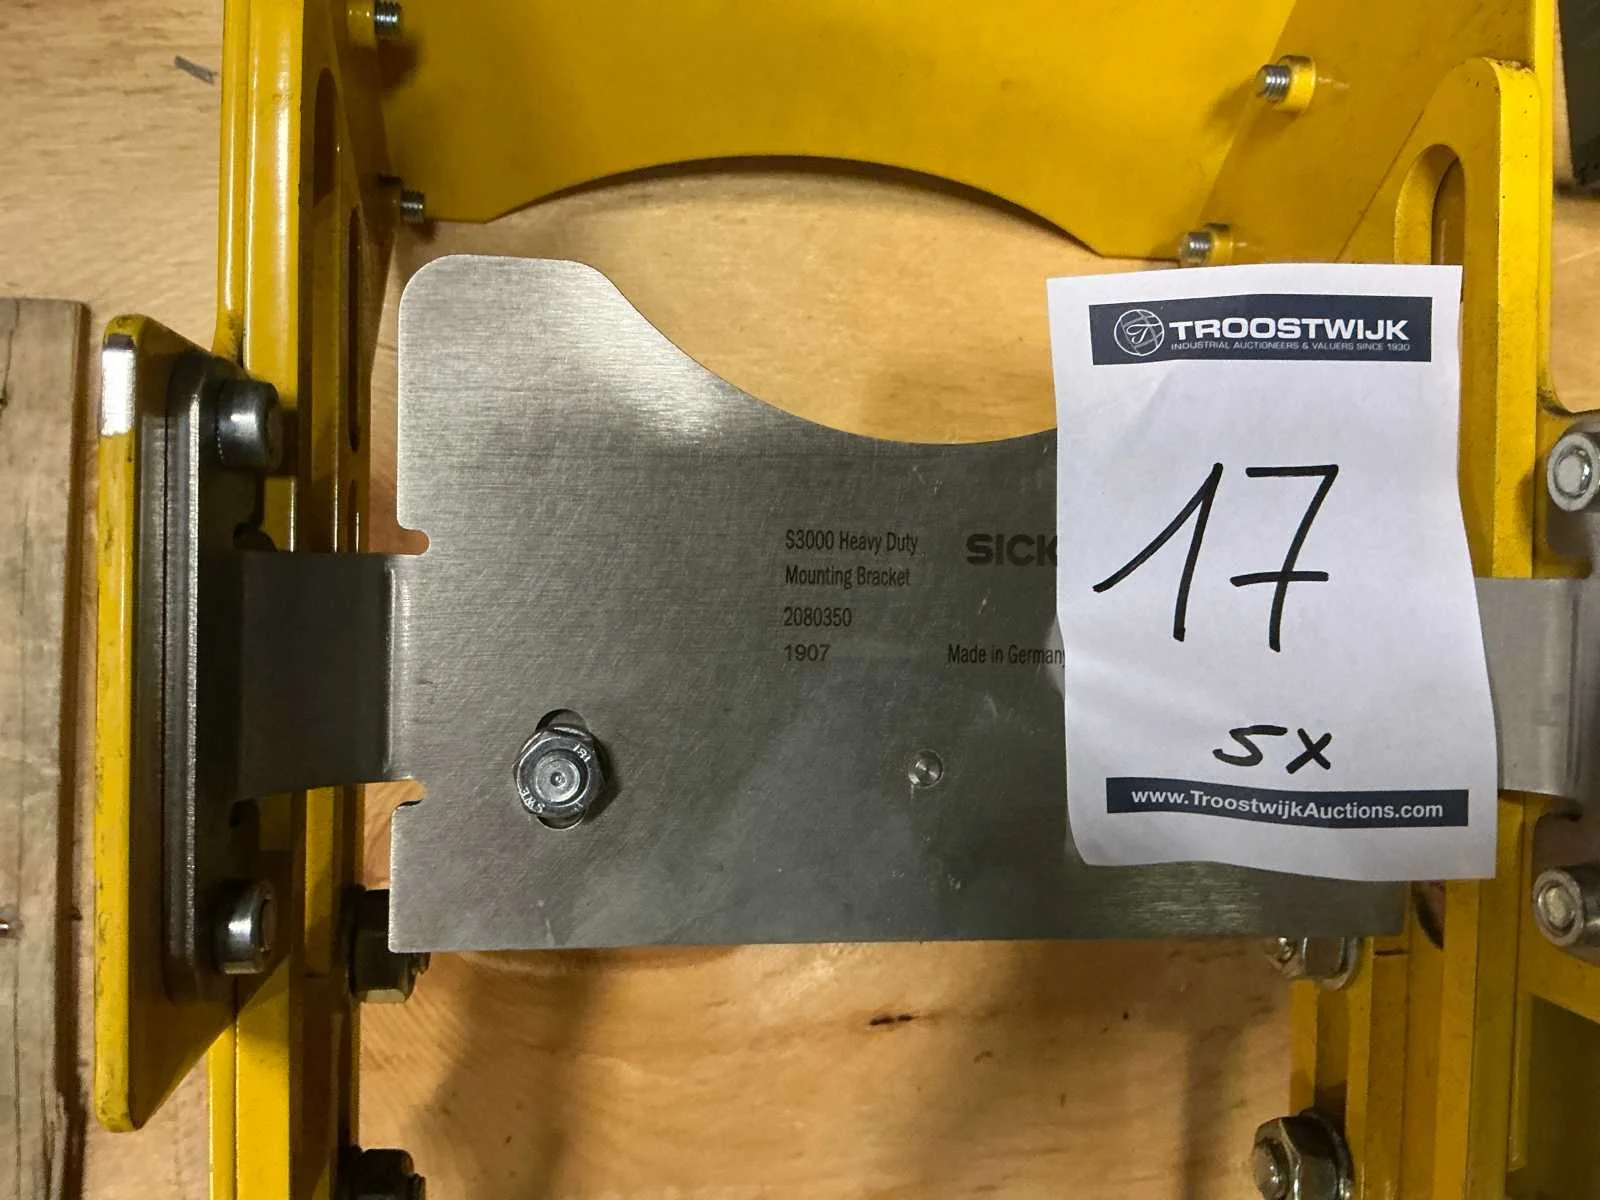 TROOSTWIJK
INDUSTRIAL AUCTIONEERS & VALUERS SINCE 1930
17
5X
www.TroostwijkAuctions.com
S3000 Heavy Duty
Mounting Bracket
2080350
1907
SICK
Made in Germany